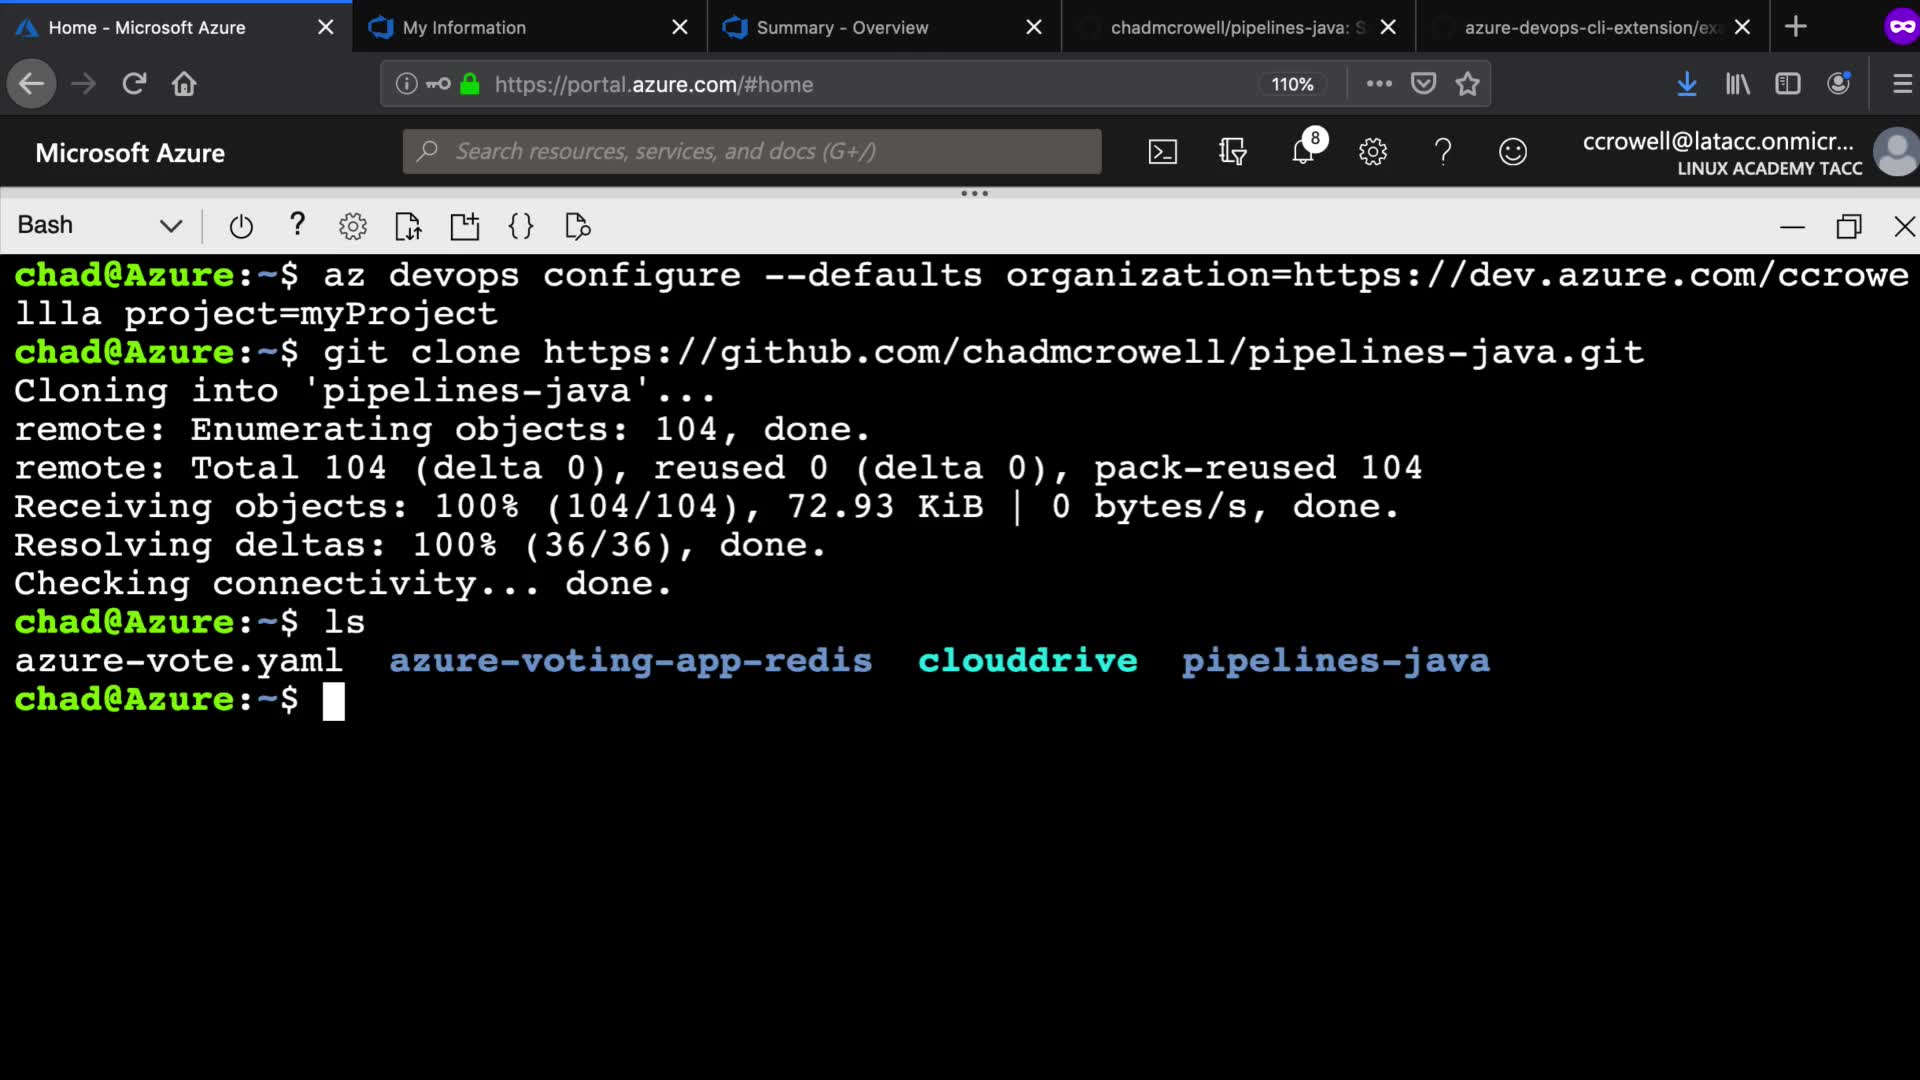 Home - Microsoft Azure
My Information
Summary - Overview
chadmcrowell/pipelines-java: S
azure-devops-cli-extension/ex
https://portal.azure.com/#home
110%
Microsoft Azure
Search resources, services, and docs (G+/)
8
ccrowell@latacc.onmicr...
LINUX ACADEMY TACC
Bash
chad@Azure:~$ az devops configure --defaults organization=https://dev.azure.com/ccrowe
llla project=myProject
chad@Azure:~$ git clone https://github.com/chadmcrowell/pipelines-java.git
Cloning into 'pipelines-java'...
remote: Enumerating objects: 104, done.
remote: Total 104 (delta 0), reused 0 (delta 0), pack-reused 104
Receiving objects: 100% (104/104), 72.93 KiB | 0 bytes/s, done.
Resolving deltas: 100% (36/36), done.
Checking connectivity... done.
chad@Azure:~$ ls
azure-vote.yaml azure-voting-app-redis clouddrive pipelines-java
chad@Azure:~$